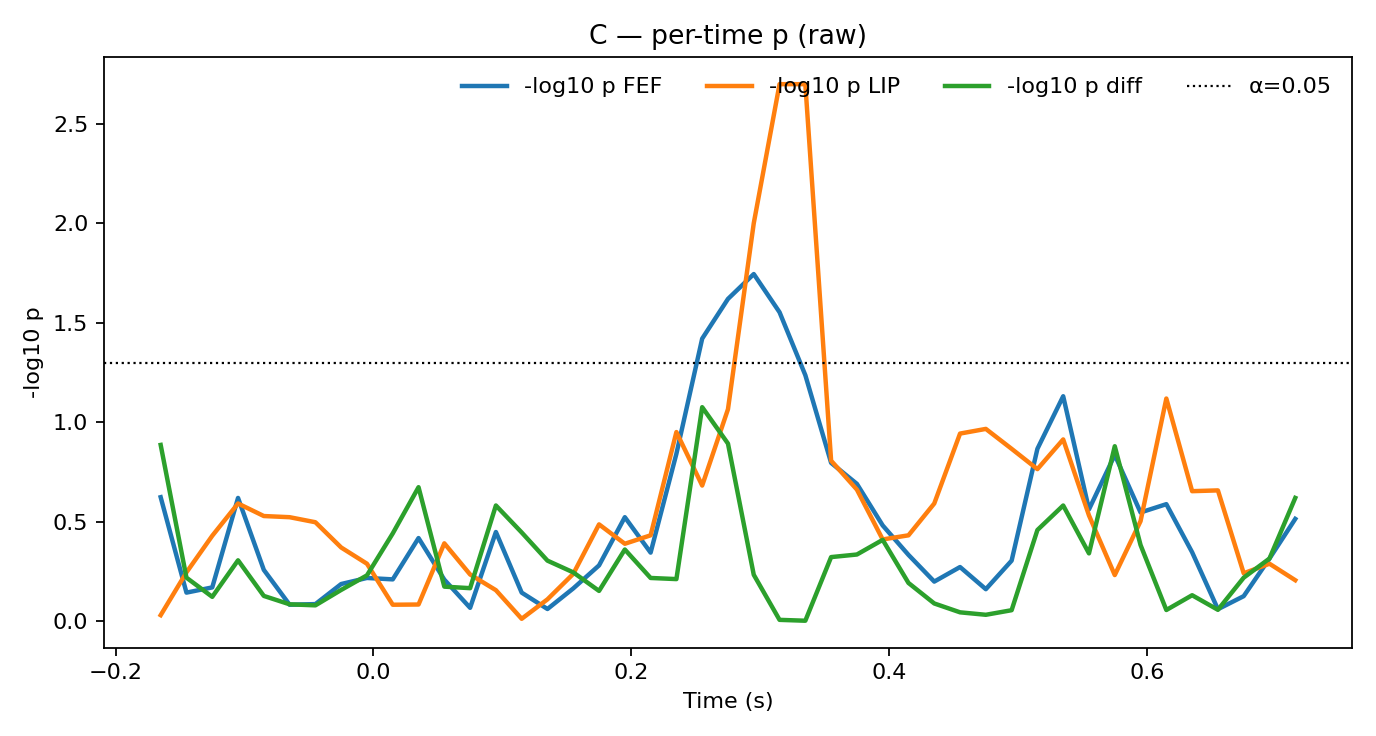 C — per-time p (raw)
-log10 p FEF
-log10 p LIP
-log10 p diff
α=0.05
-log10 p
2.5
2.0
1.5
1.0
0.5
0.0
−0.2
0.0
0.2
0.4
0.6
Time (s)